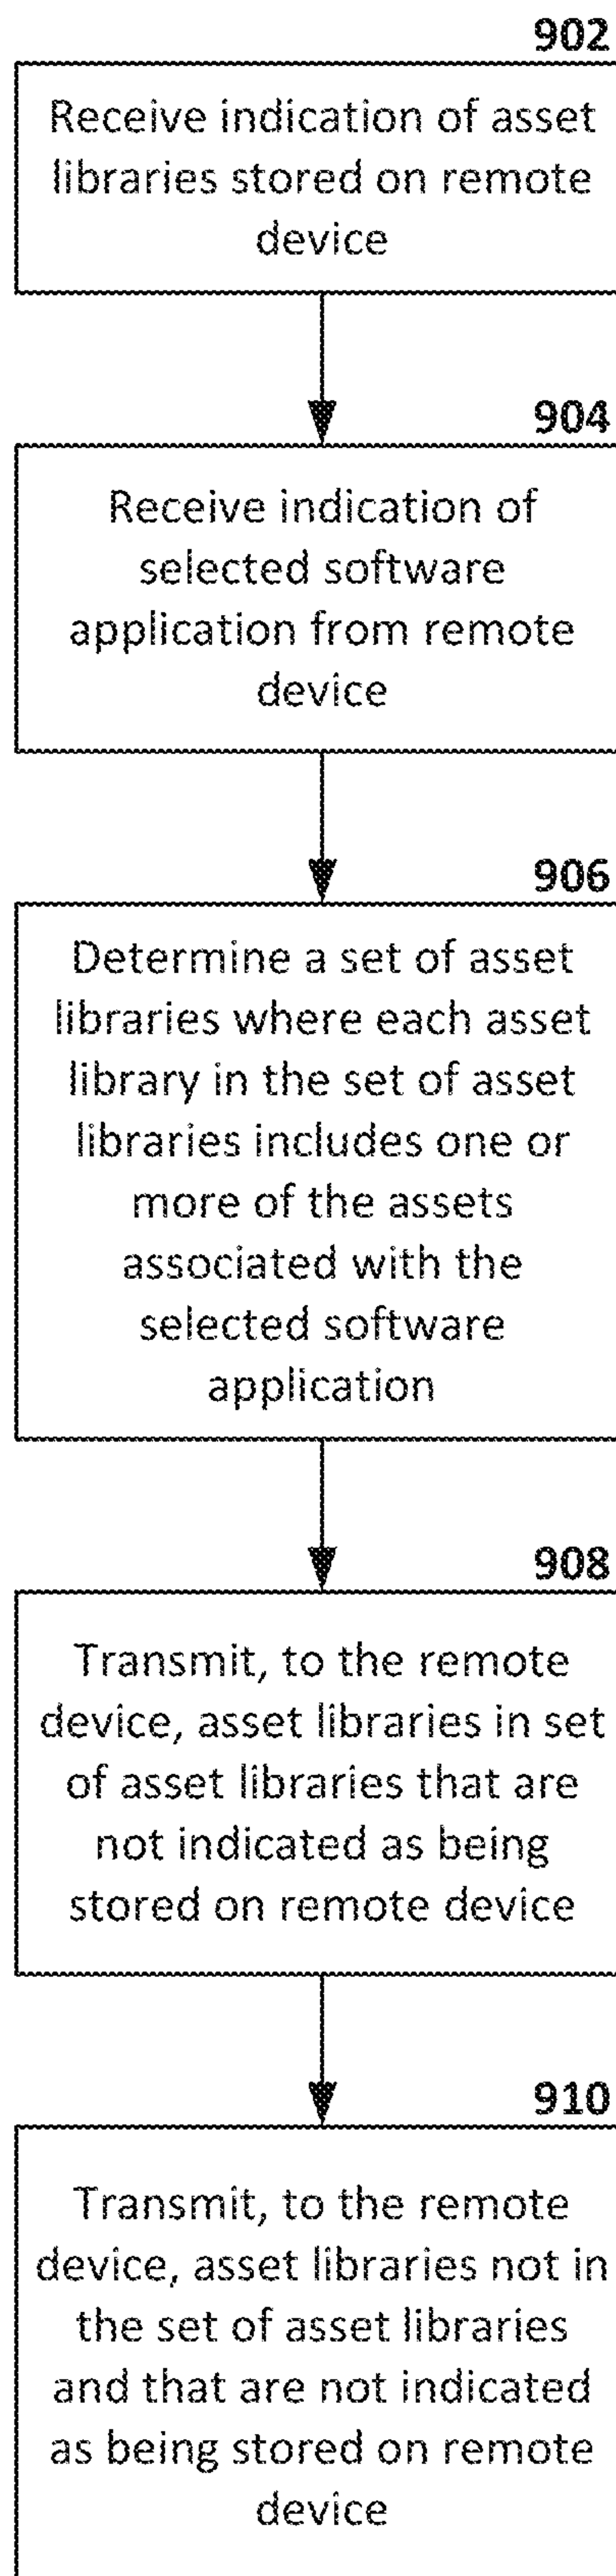 902
Receive indication of asset
libraries stored on remote
device
904
Receive indication of
selected software
application from remote
device
906
Determine a set of asset
libraries where each asset
library in the set of asset
libraries includes one or
more of the assets
associated with the
selected software
application
908
Transmit, to the remote
device, asset libraries in set
of asset libraries that are
not indicated as being
stored on remote device
910
Transmit, to the remote
device, asset libraries not in
the set of asset libraries
and that are not indicated
as being stored on remote
device